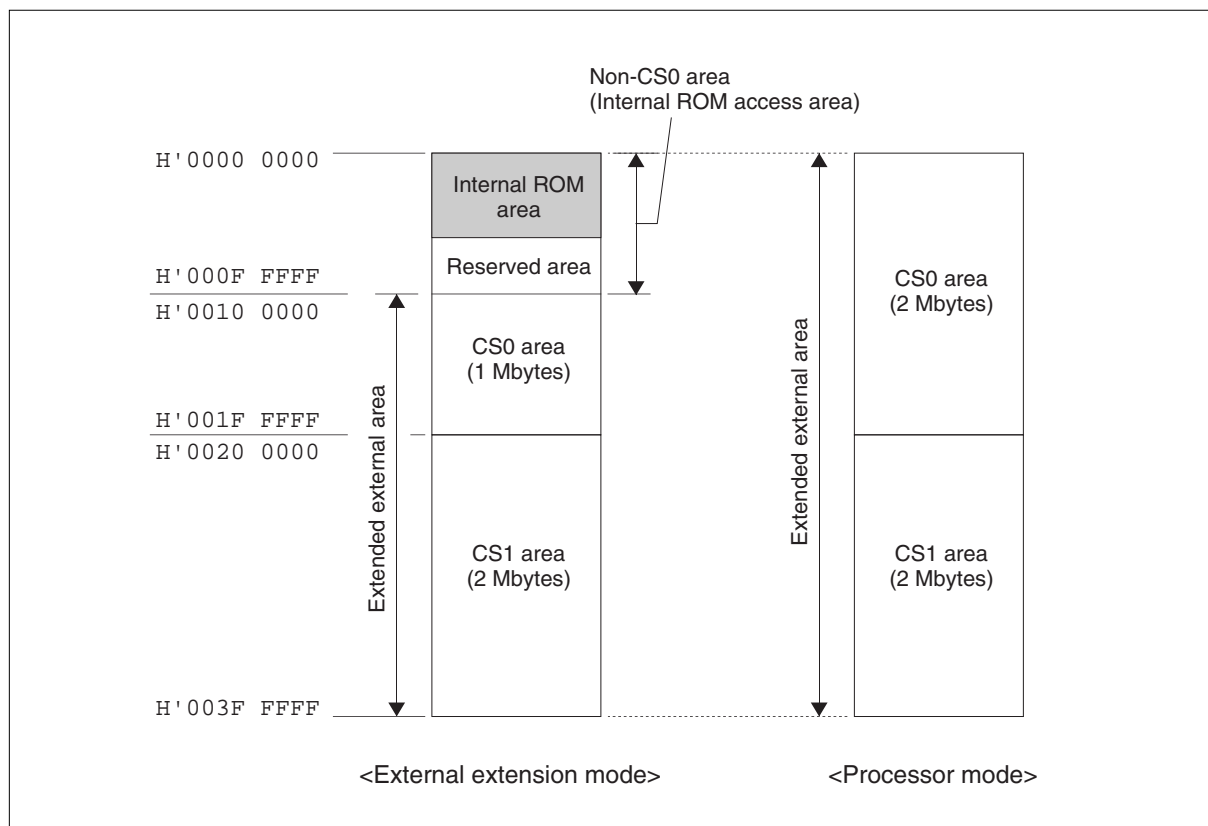 Non-CS0 area
(Internal ROM access area)
H'0000 0000
Internal ROM
area
Reserved area
H'000F FFFF
H'0010 0000
CS0 area
(1 Mbytes)
H'001F FFFF
H'0020 0000
Extended external area
CS1 area
(2 Mbytes)
H'003F FFFF
Extended external area
CS0 area
(2 Mbytes)
CS1 area
(2 Mbytes)
<External extension mode>
<Processor mode>